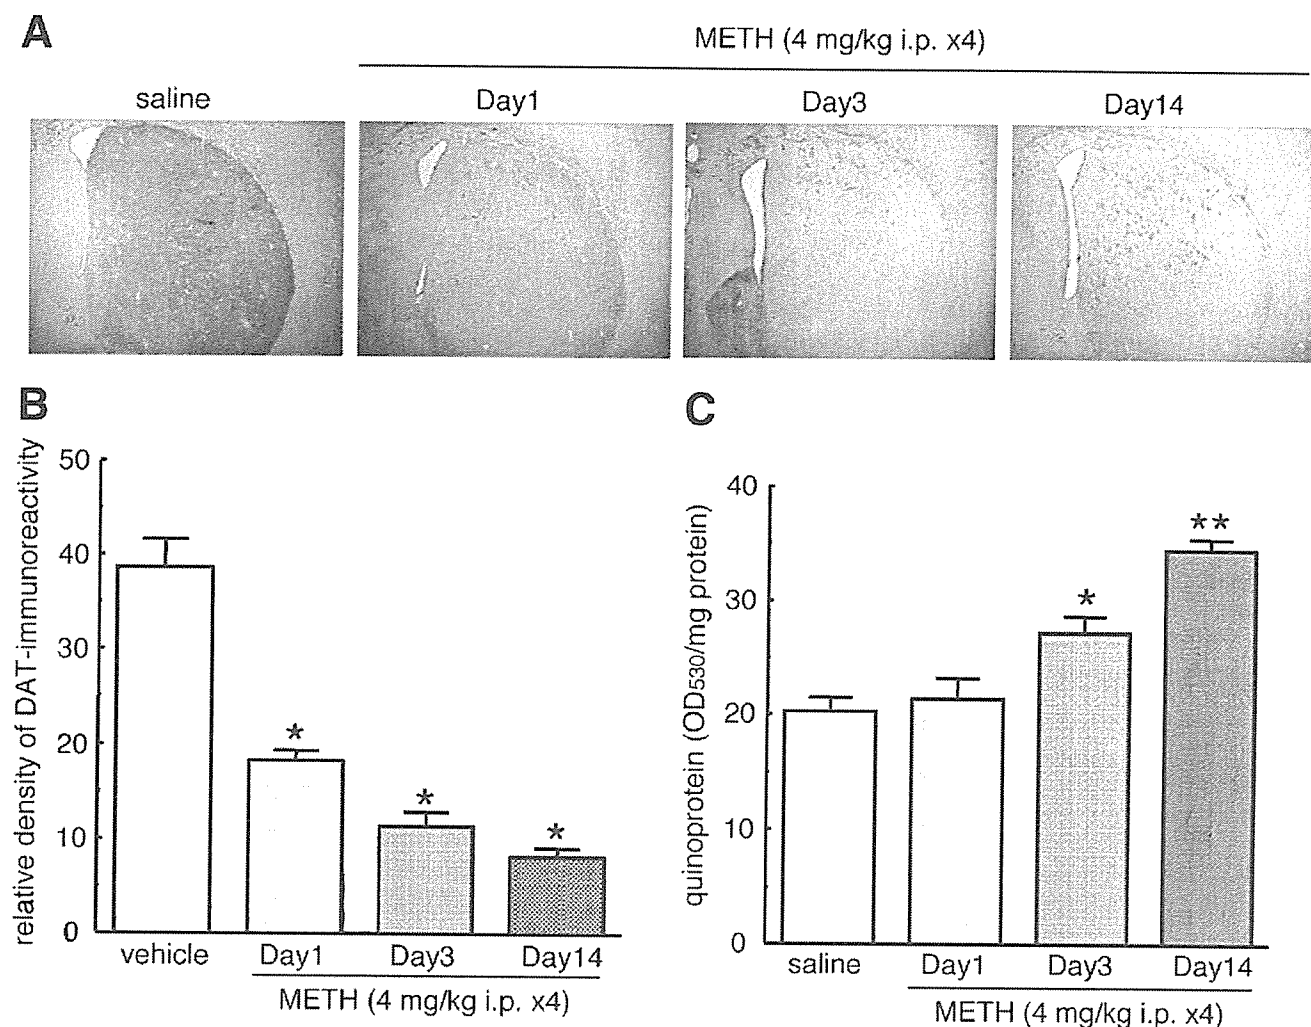 A
METH (4 mg/kg i.p. x4)
saline
Day1
Day3
Day14
B
relative density of DAT-immunoreactivity
50
40
30
20
10
0
*
*
*
vehicle
Day1
Day3
Day14
METH (4 mg/kg i.p. x4)
C
quinoprotein (OD530/mg protein)
40
30
20
10
0
*
**
saline
Day1
Day3
Day14
METH (4 mg/kg i.p. x4)